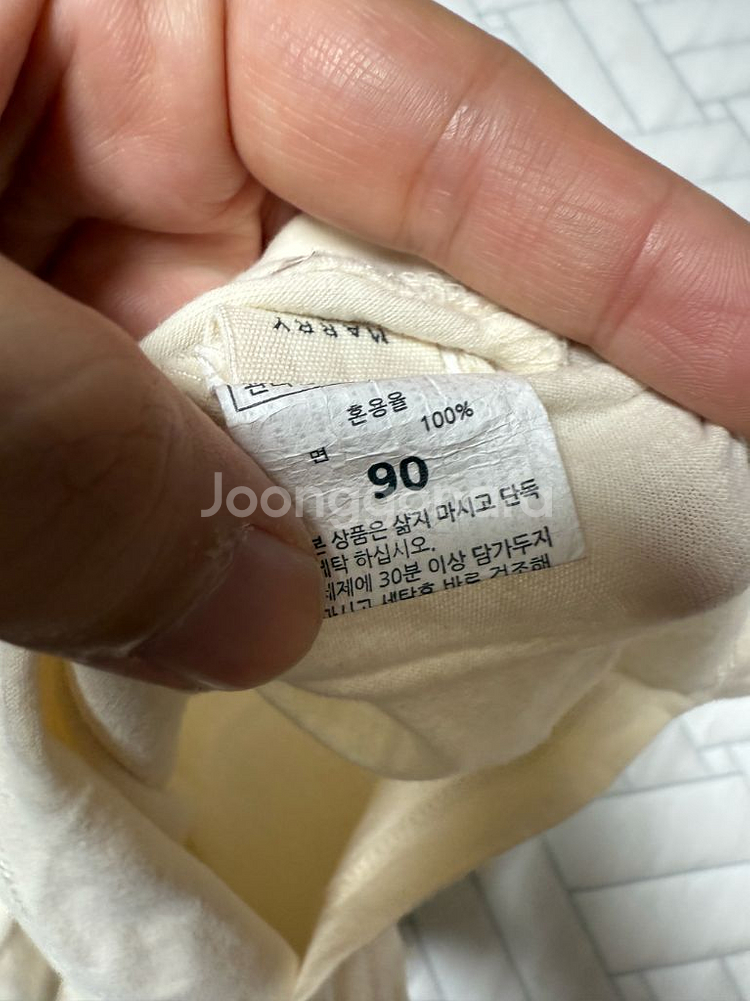 MARRY
혼용율
면 100%
90
Joonggonara
본 상품은 삶지 마시고 단독
세탁 하십시오.
세제에 30분 이상 담가두지
마시고 세탁후 바로 건조해